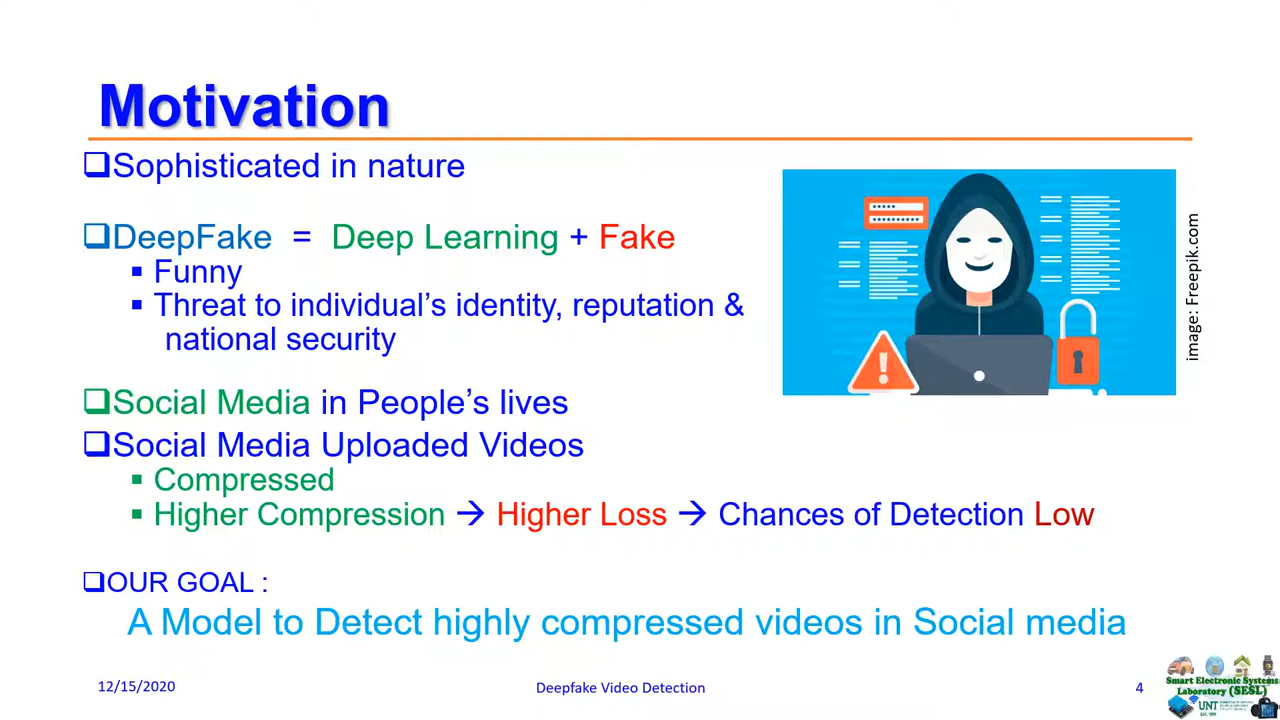 Motivation
Sophisticated in nature
DeepFake = Deep Learning + Fake
Funny
Threat to individual's identity, reputation &
national security
image: Freepik.com
Social Media in People's lives
Social Media Uploaded Videos
Compressed
Higher Compression → Higher Loss → Chances of Detection Low
OUR GOAL :
A Model to Detect highly compressed videos in Social media
12/15/2020
Deepfake Video Detection
4
Smart Electronic Systems
Laboratory (SESL)
UNT